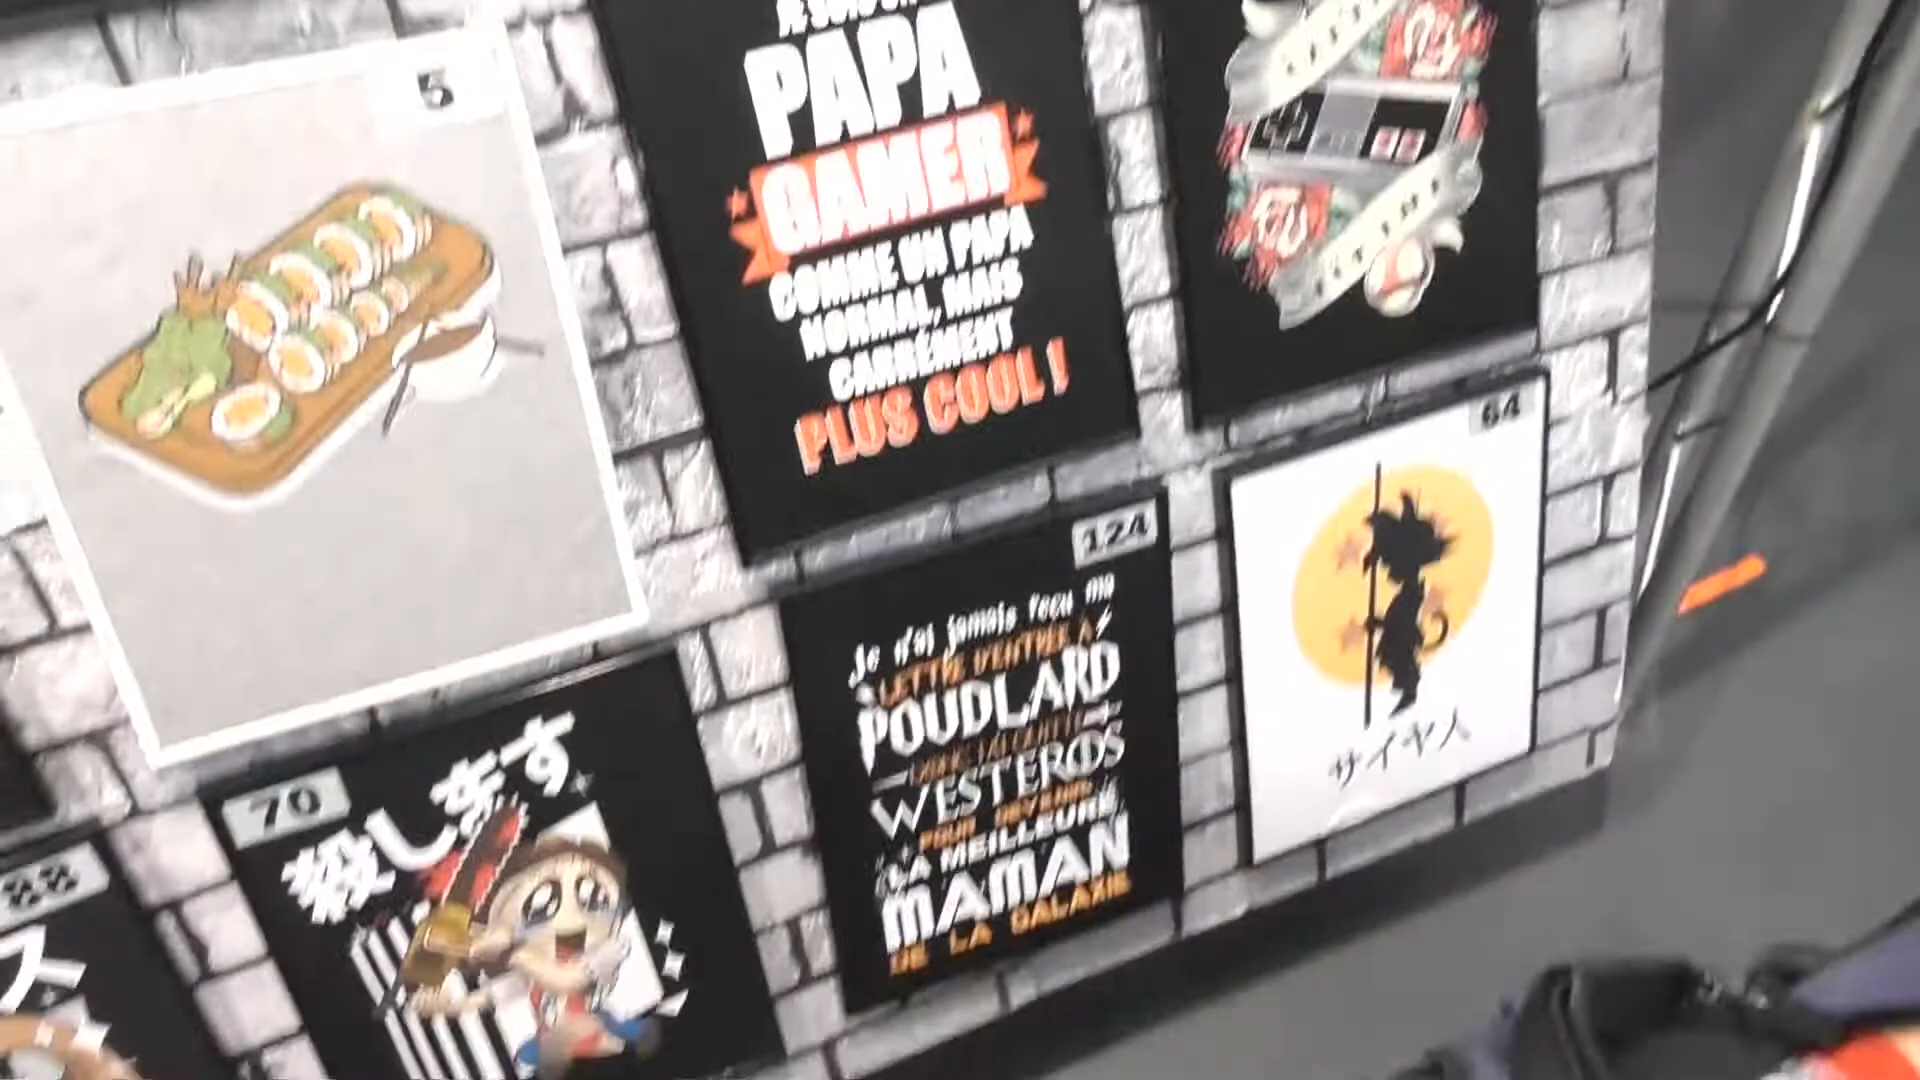 5
PAPA
GAMER
COMME UN PAPA
NORMAL, MAIS
CARRÉMENT
PLUS COOL !
64
サイヤ人
124
Je n'ai jamais reçu ma
LETTRE D'ENTRÉE À
POUDLARD
WESTEROS
POUR DEVENIR
LA MEILLEURE
MAMAN
DE LA GALAXIE
70
殺します
88
ス